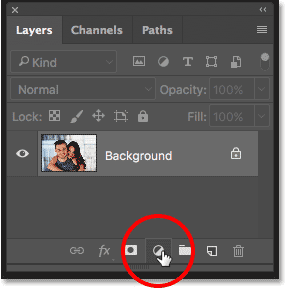 Layers Channels Paths
Kind
Normal Opacity: 100%
Lock: Fill: 100%
Background
fx